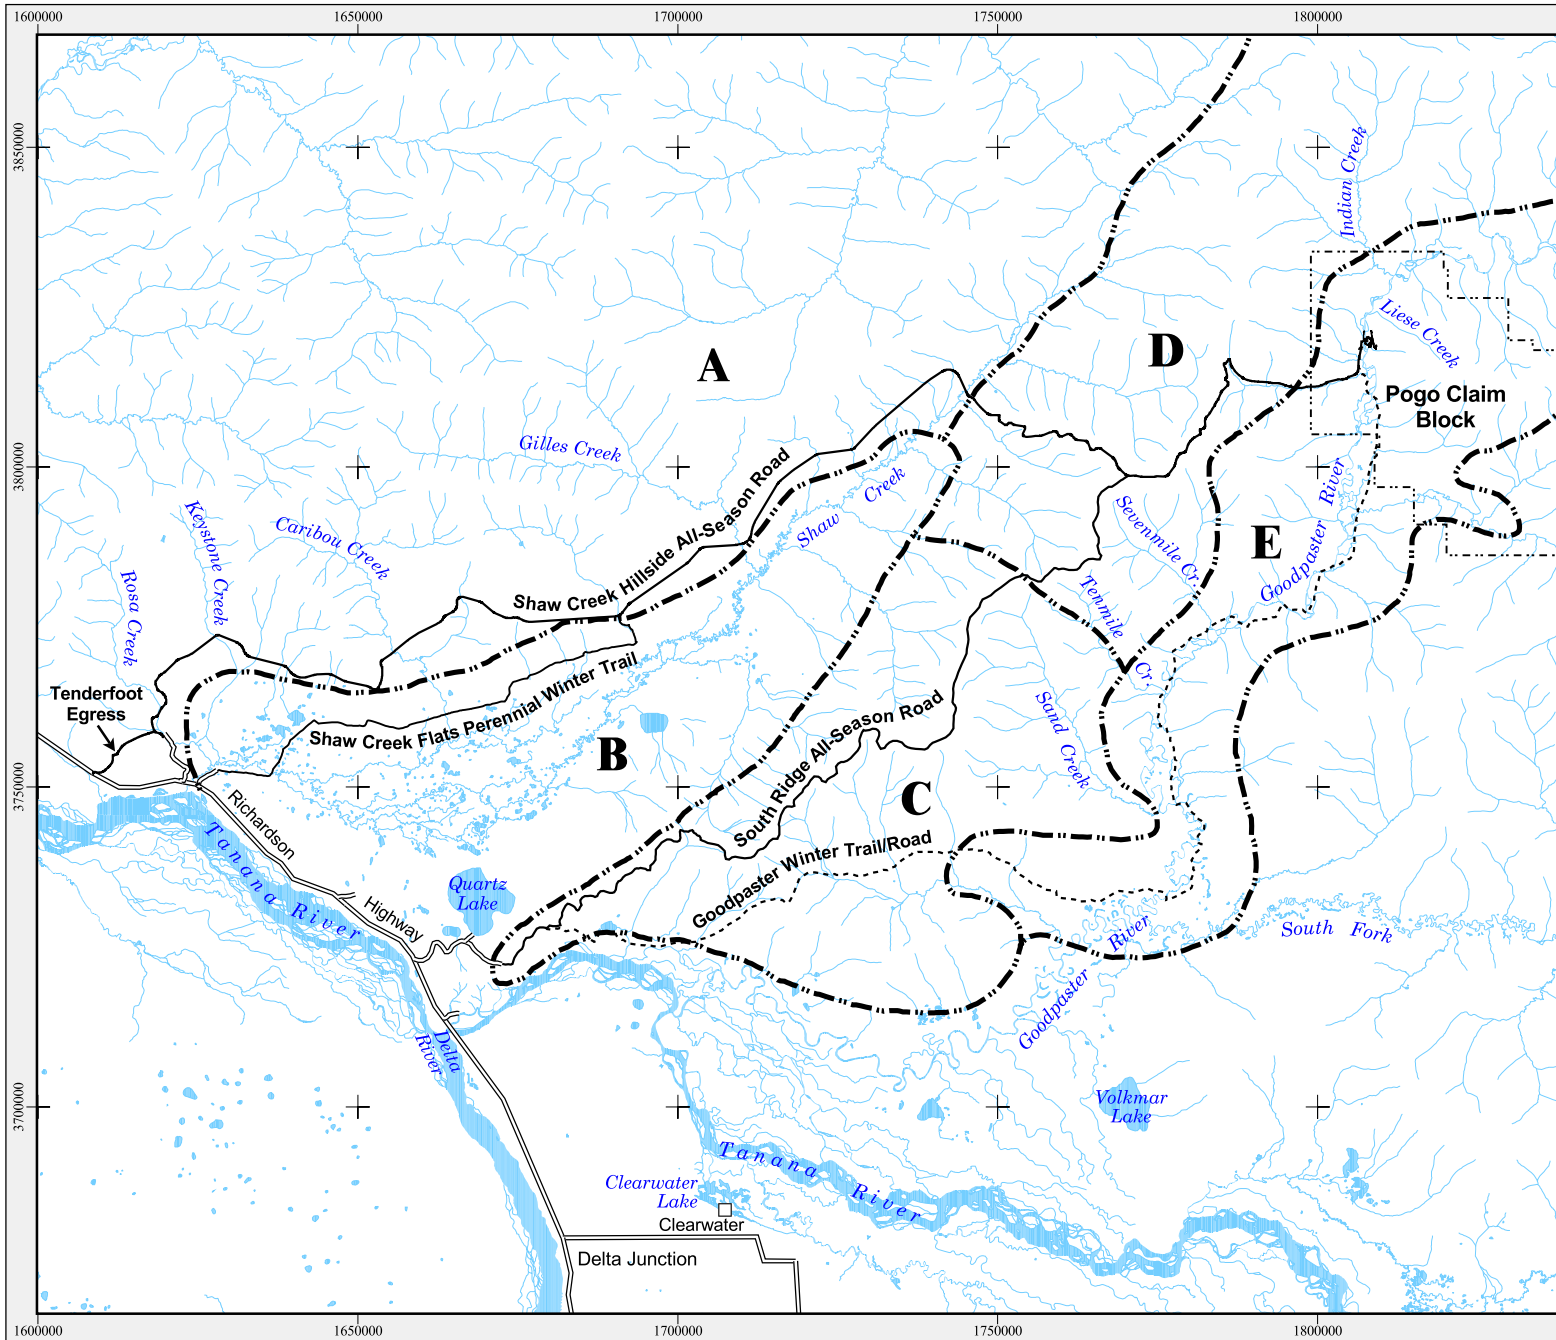 1600000
1650000
1700000
1750000
1800000
3850000
3800000
3750000
3700000
Indian Creek
Liese Creek
A
D
Pogo Claim
Block
Gilles Creek
Shaw Creek Hillside All-Season Road
Shaw Creek
Keystone Creek
Caribou Creek
Sevenmile Cr.
E
Goodpaster River
Rosa Creek
Tenmile Cr.
Tenderfoot
Egress
Shaw Creek Flats Perennial Winter Trail
B
South Ridge All-Season Road
Sand Creek
C
Richardson
Highway
Tanana River
Goodpaster Winter Trail/Road
Quartz
Lake
South Fork
Goodpaster River
Delta
River
Volkmar
Lake
Tanana River
Clearwater
Lake
Clearwater
Delta Junction
1600000
1650000
1700000
1750000
1800000